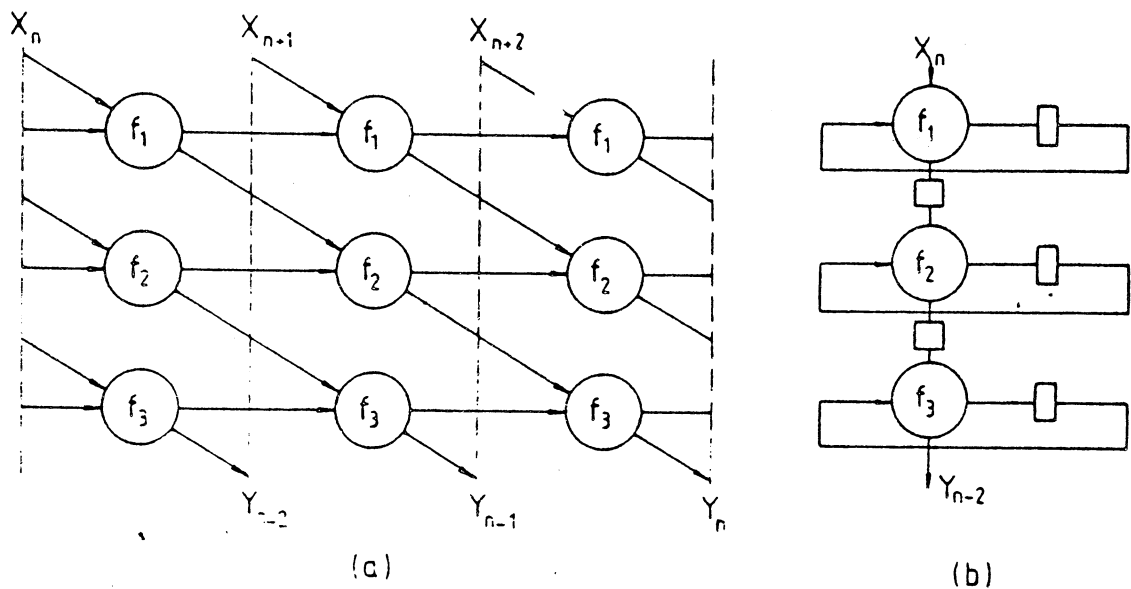 Xn Xn+1 Xn+2
f1 f1 f1
f2 f2 f2
f3 f3 f3
Yn-2 Yn-1 Yn
(a)
Xn
f1
f2
f3
Yn-2
(b)